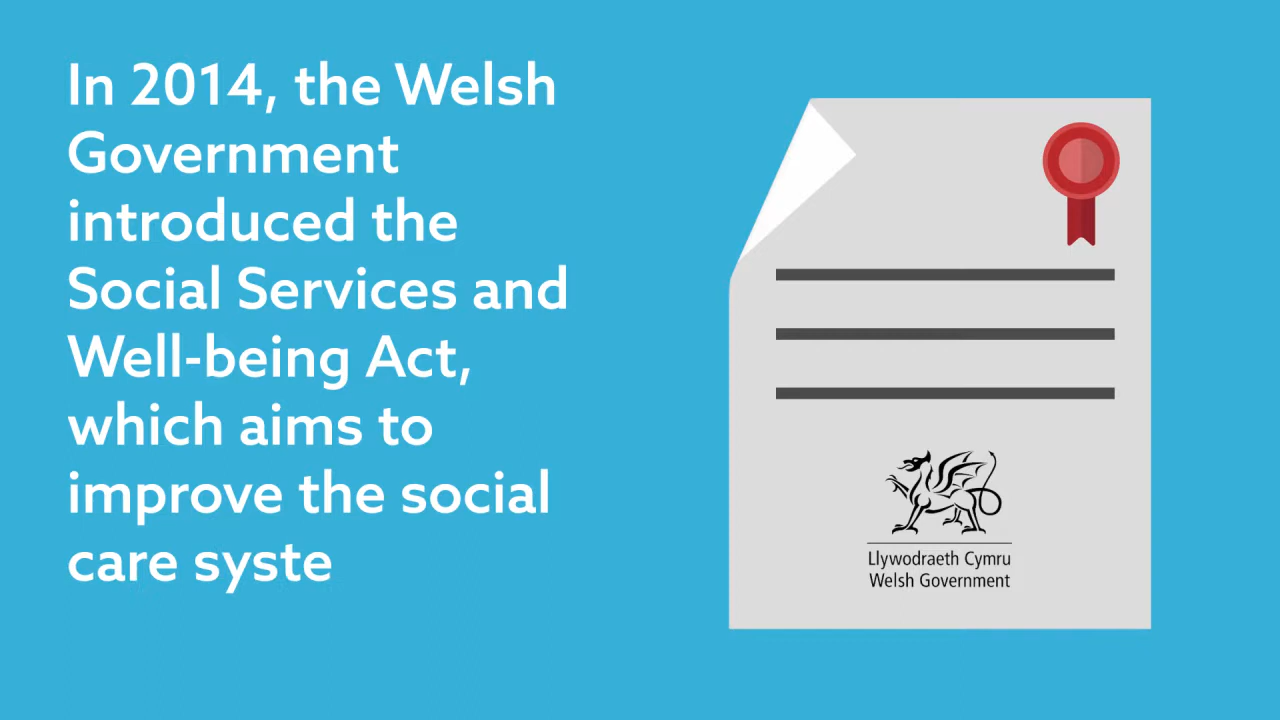 In 2014, the Welsh
Government
introduced the
Social Services and
Well-being Act,
which aims to
improve the social
care syste
Llywodraeth Cymru
Welsh Government